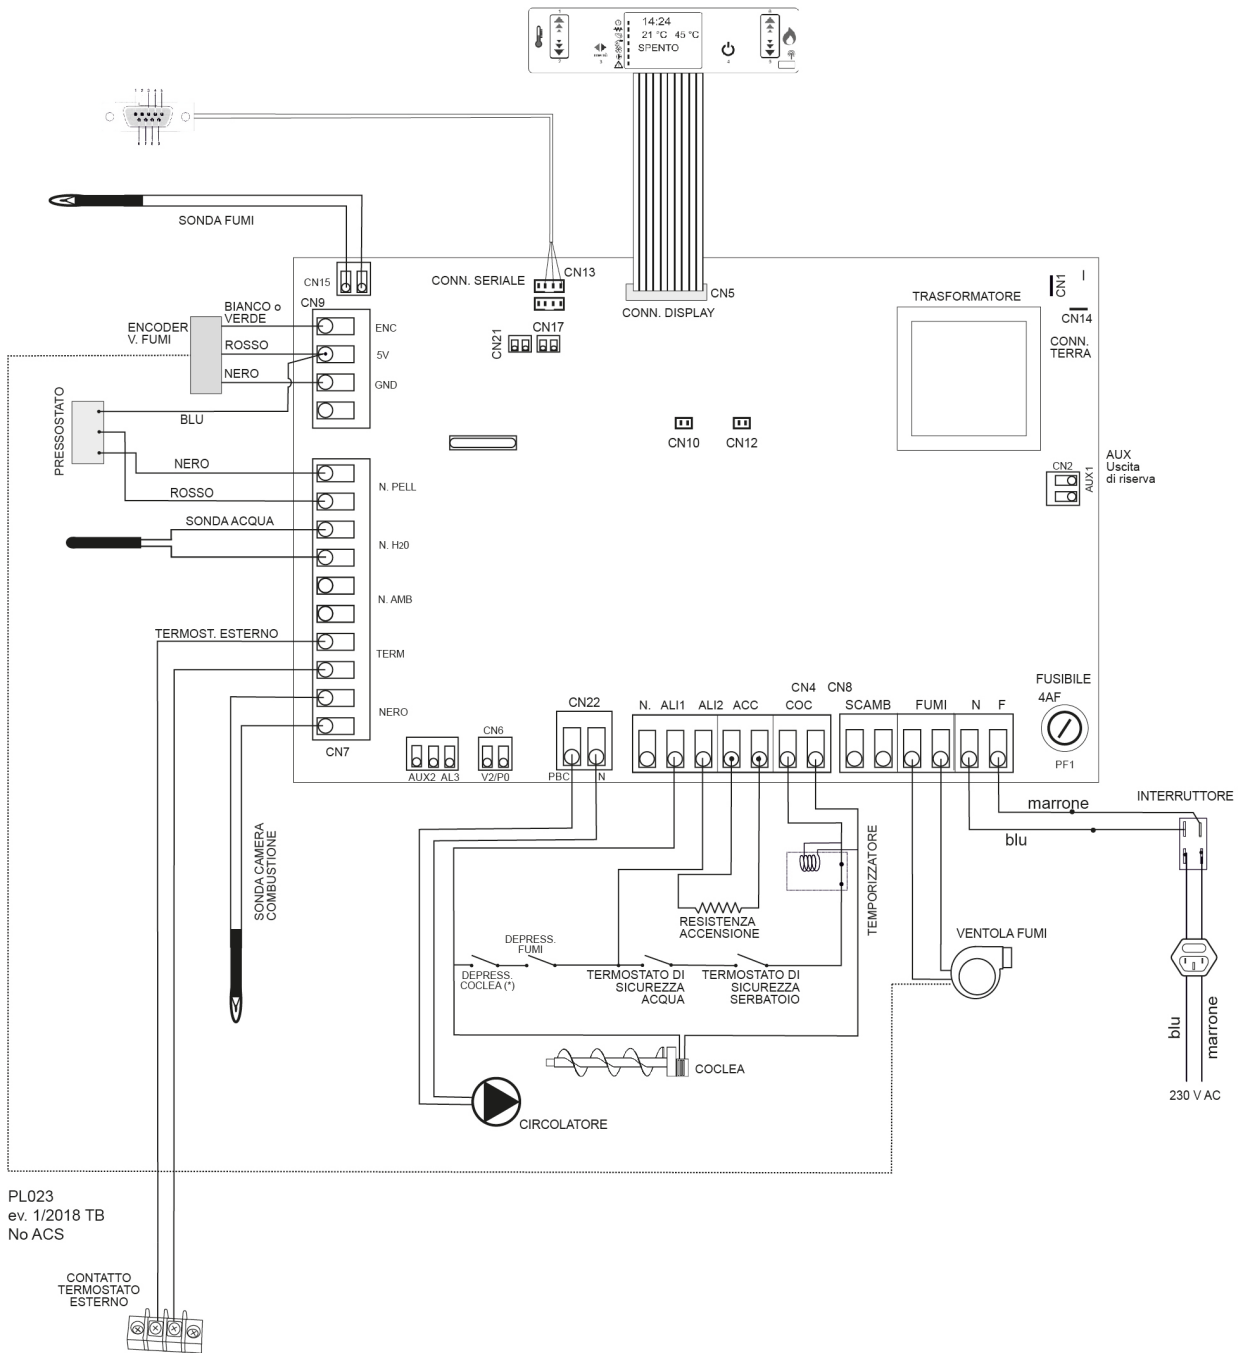 14:24
21 °C 45 °C
SPENTO
SONDA FUMI
CN15
CN9
BIANCO o
VERDE
ENCODER
V. FUMI
ROSSO
NERO
ENC
5V
GND
PRESSOSTATO
BLU
CONN. SERIALE
CN13
CN17
CN21
CN5
CONN. DISPLAY
TRASFORMATORE
CN1
CN14
CONN.
TERRA
CN10
CN12
CN2
AUX1
AUX
Uscita
di riserva
NERO
ROSSO
N. PELL
SONDA ACQUA
N. H20
N. AMB
TERMOST. ESTERNO
TERM
NERO
CN7
AUX2 AL3
CN6
V2/P0
CN22
PBC
N
CN4 CN8
N. ALI1 ALI2 ACC COC SCAMB FUMI N F
FUSIBILE
4AF
PF1
marrone
blu
INTERRUTTORE
SONDA CAMERA
COMBUSTIONE
TEMPORIZZATORE
RESISTENZA
ACCENSIONE
DEPRESS.
FUMI
DEPRESS.
COCLEA (*)
TERMOSTATO DI
SICUREZZA
ACQUA
TERMOSTATO DI
SICUREZZA
SERBATOIO
VENTOLA FUMI
COCLEA
CIRCOLATORE
blu
marrone
230 V AC
PL023
ev. 1/2018 TB
No ACS
CONTATTO
TERMOSTATO
ESTERNO